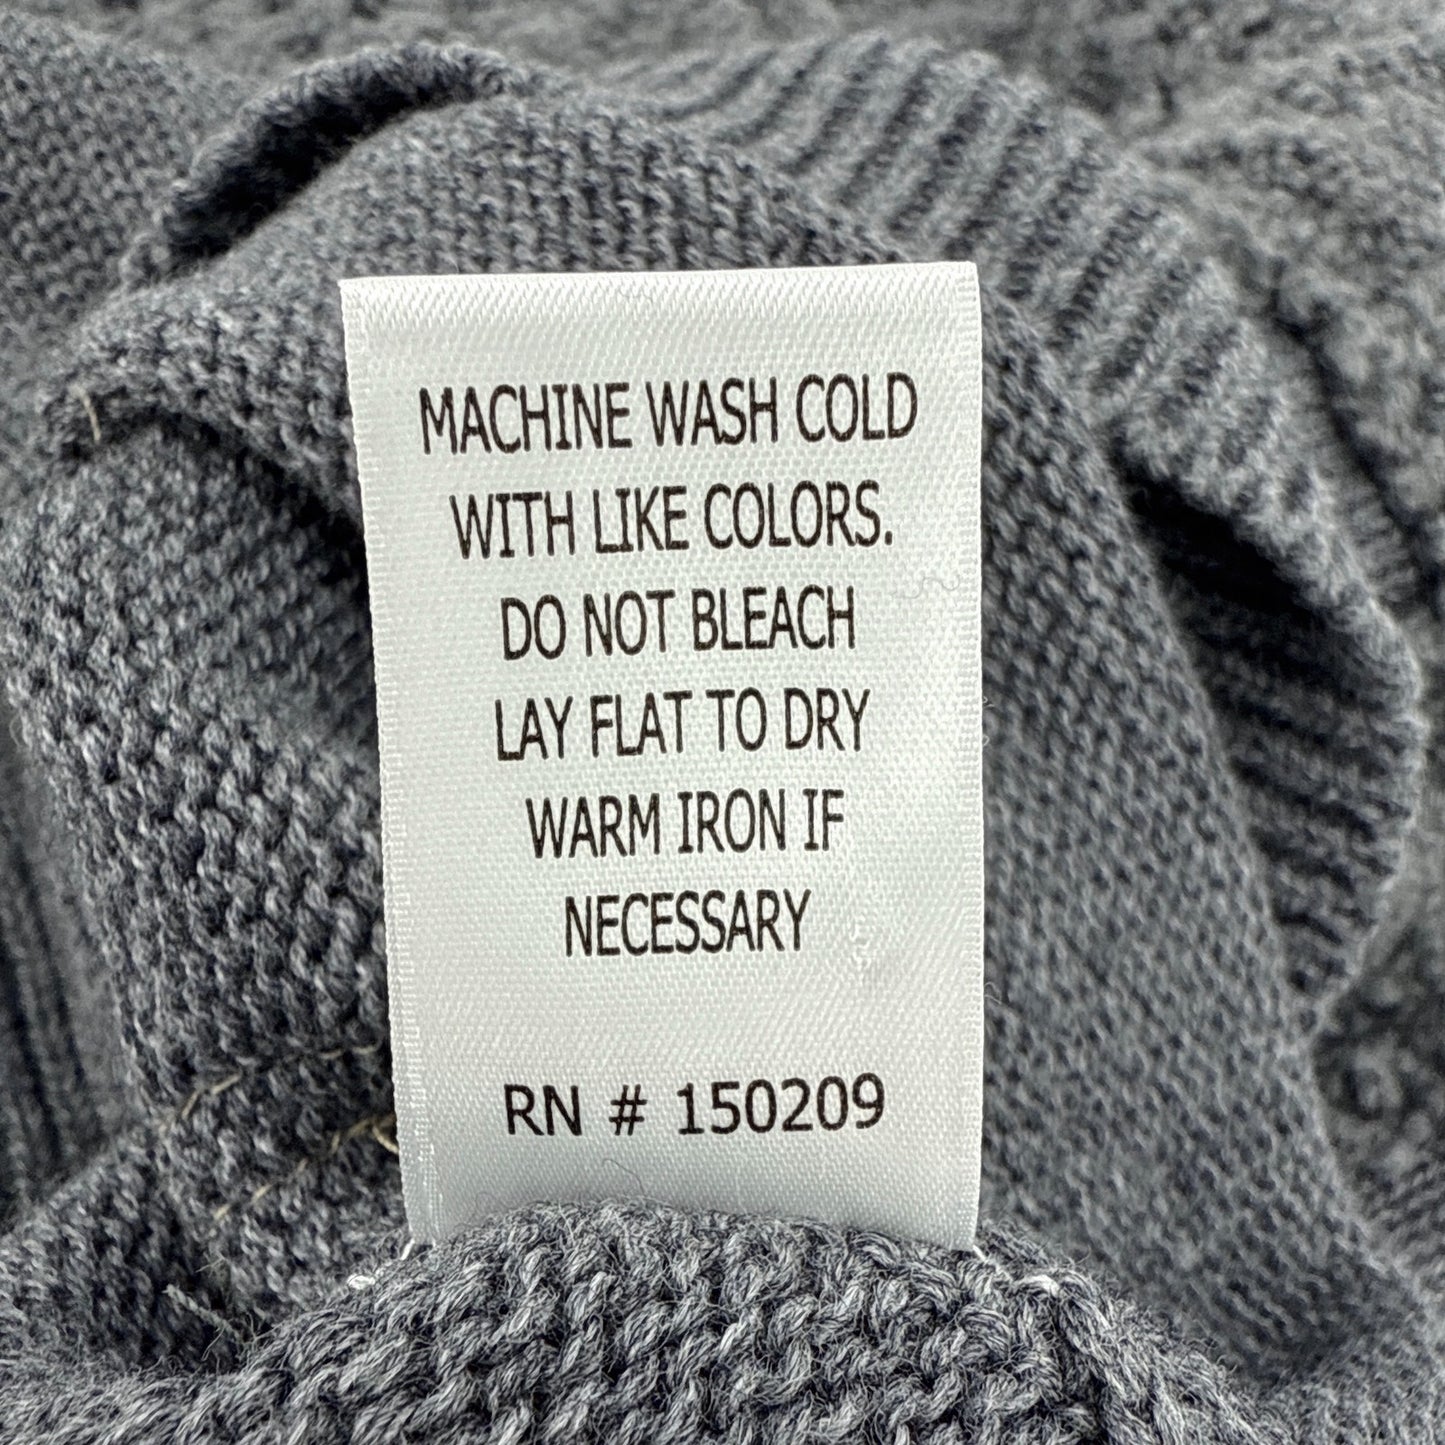 MACHINE WASH COLD
WITH LIKE COLORS.
DO NOT BLEACH
LAY FLAT TO DRY
WARM IRON IF
NECESSARY
RN # 150209